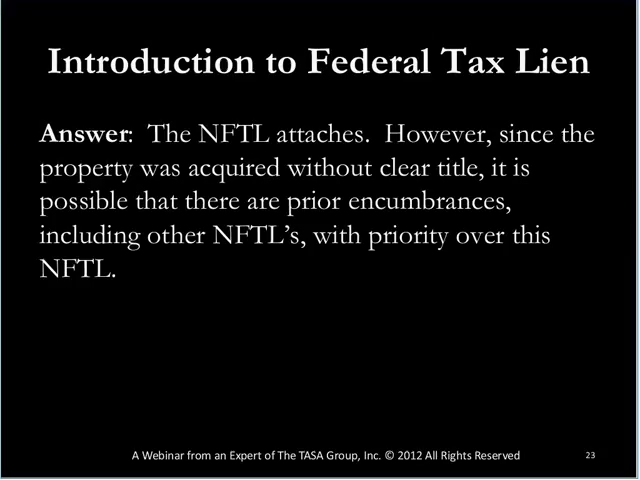 Introduction to Federal Tax Lien
Answer:  The NFTL attaches.  However, since the
property was acquired without clear title, it is
possible that there are prior encumbrances,
including other NFTL’s, with priority over this
NFTL.
A Webinar from an Expert of The TASA Group, Inc. © 2012 All Rights Reserved
23